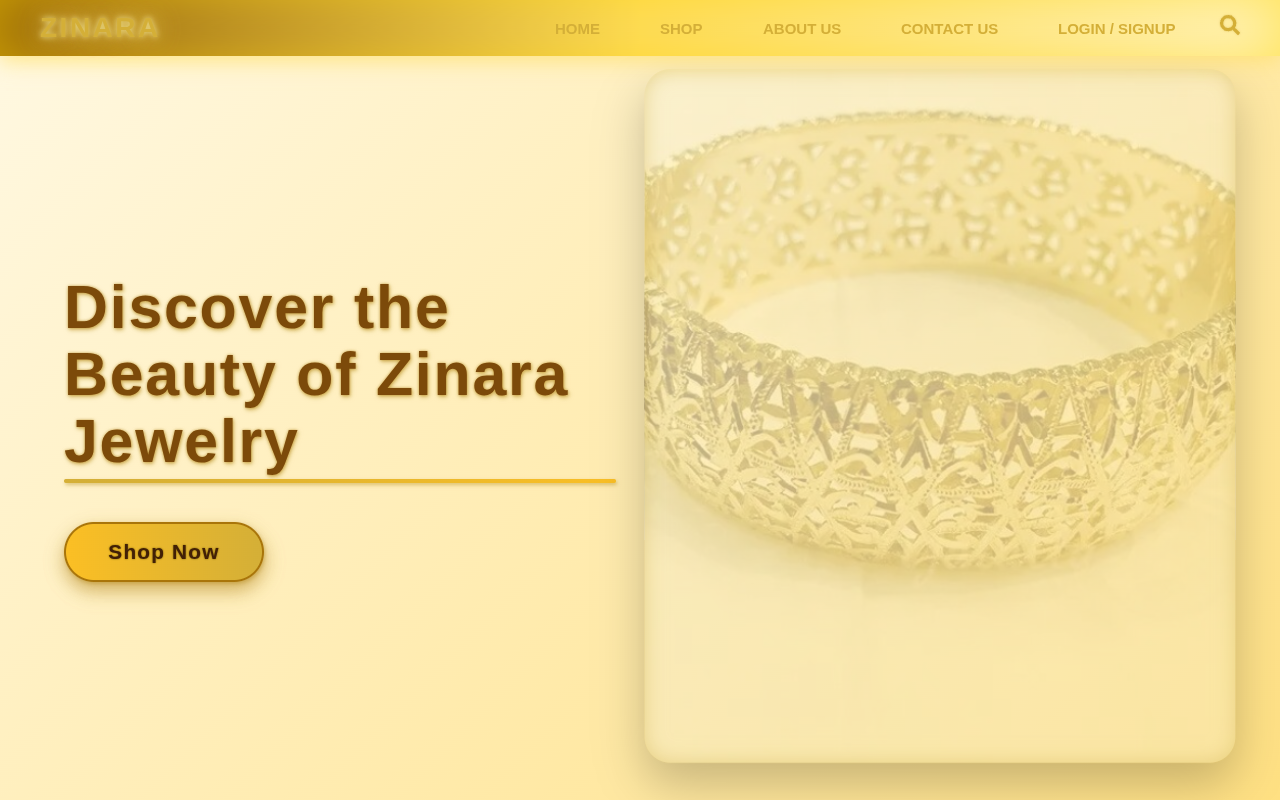 ZINARA
HOME
SHOP
ABOUT US
CONTACT US
LOGIN / SIGNUP
Discover the
Beauty of Zinara
Jewelry
Shop Now